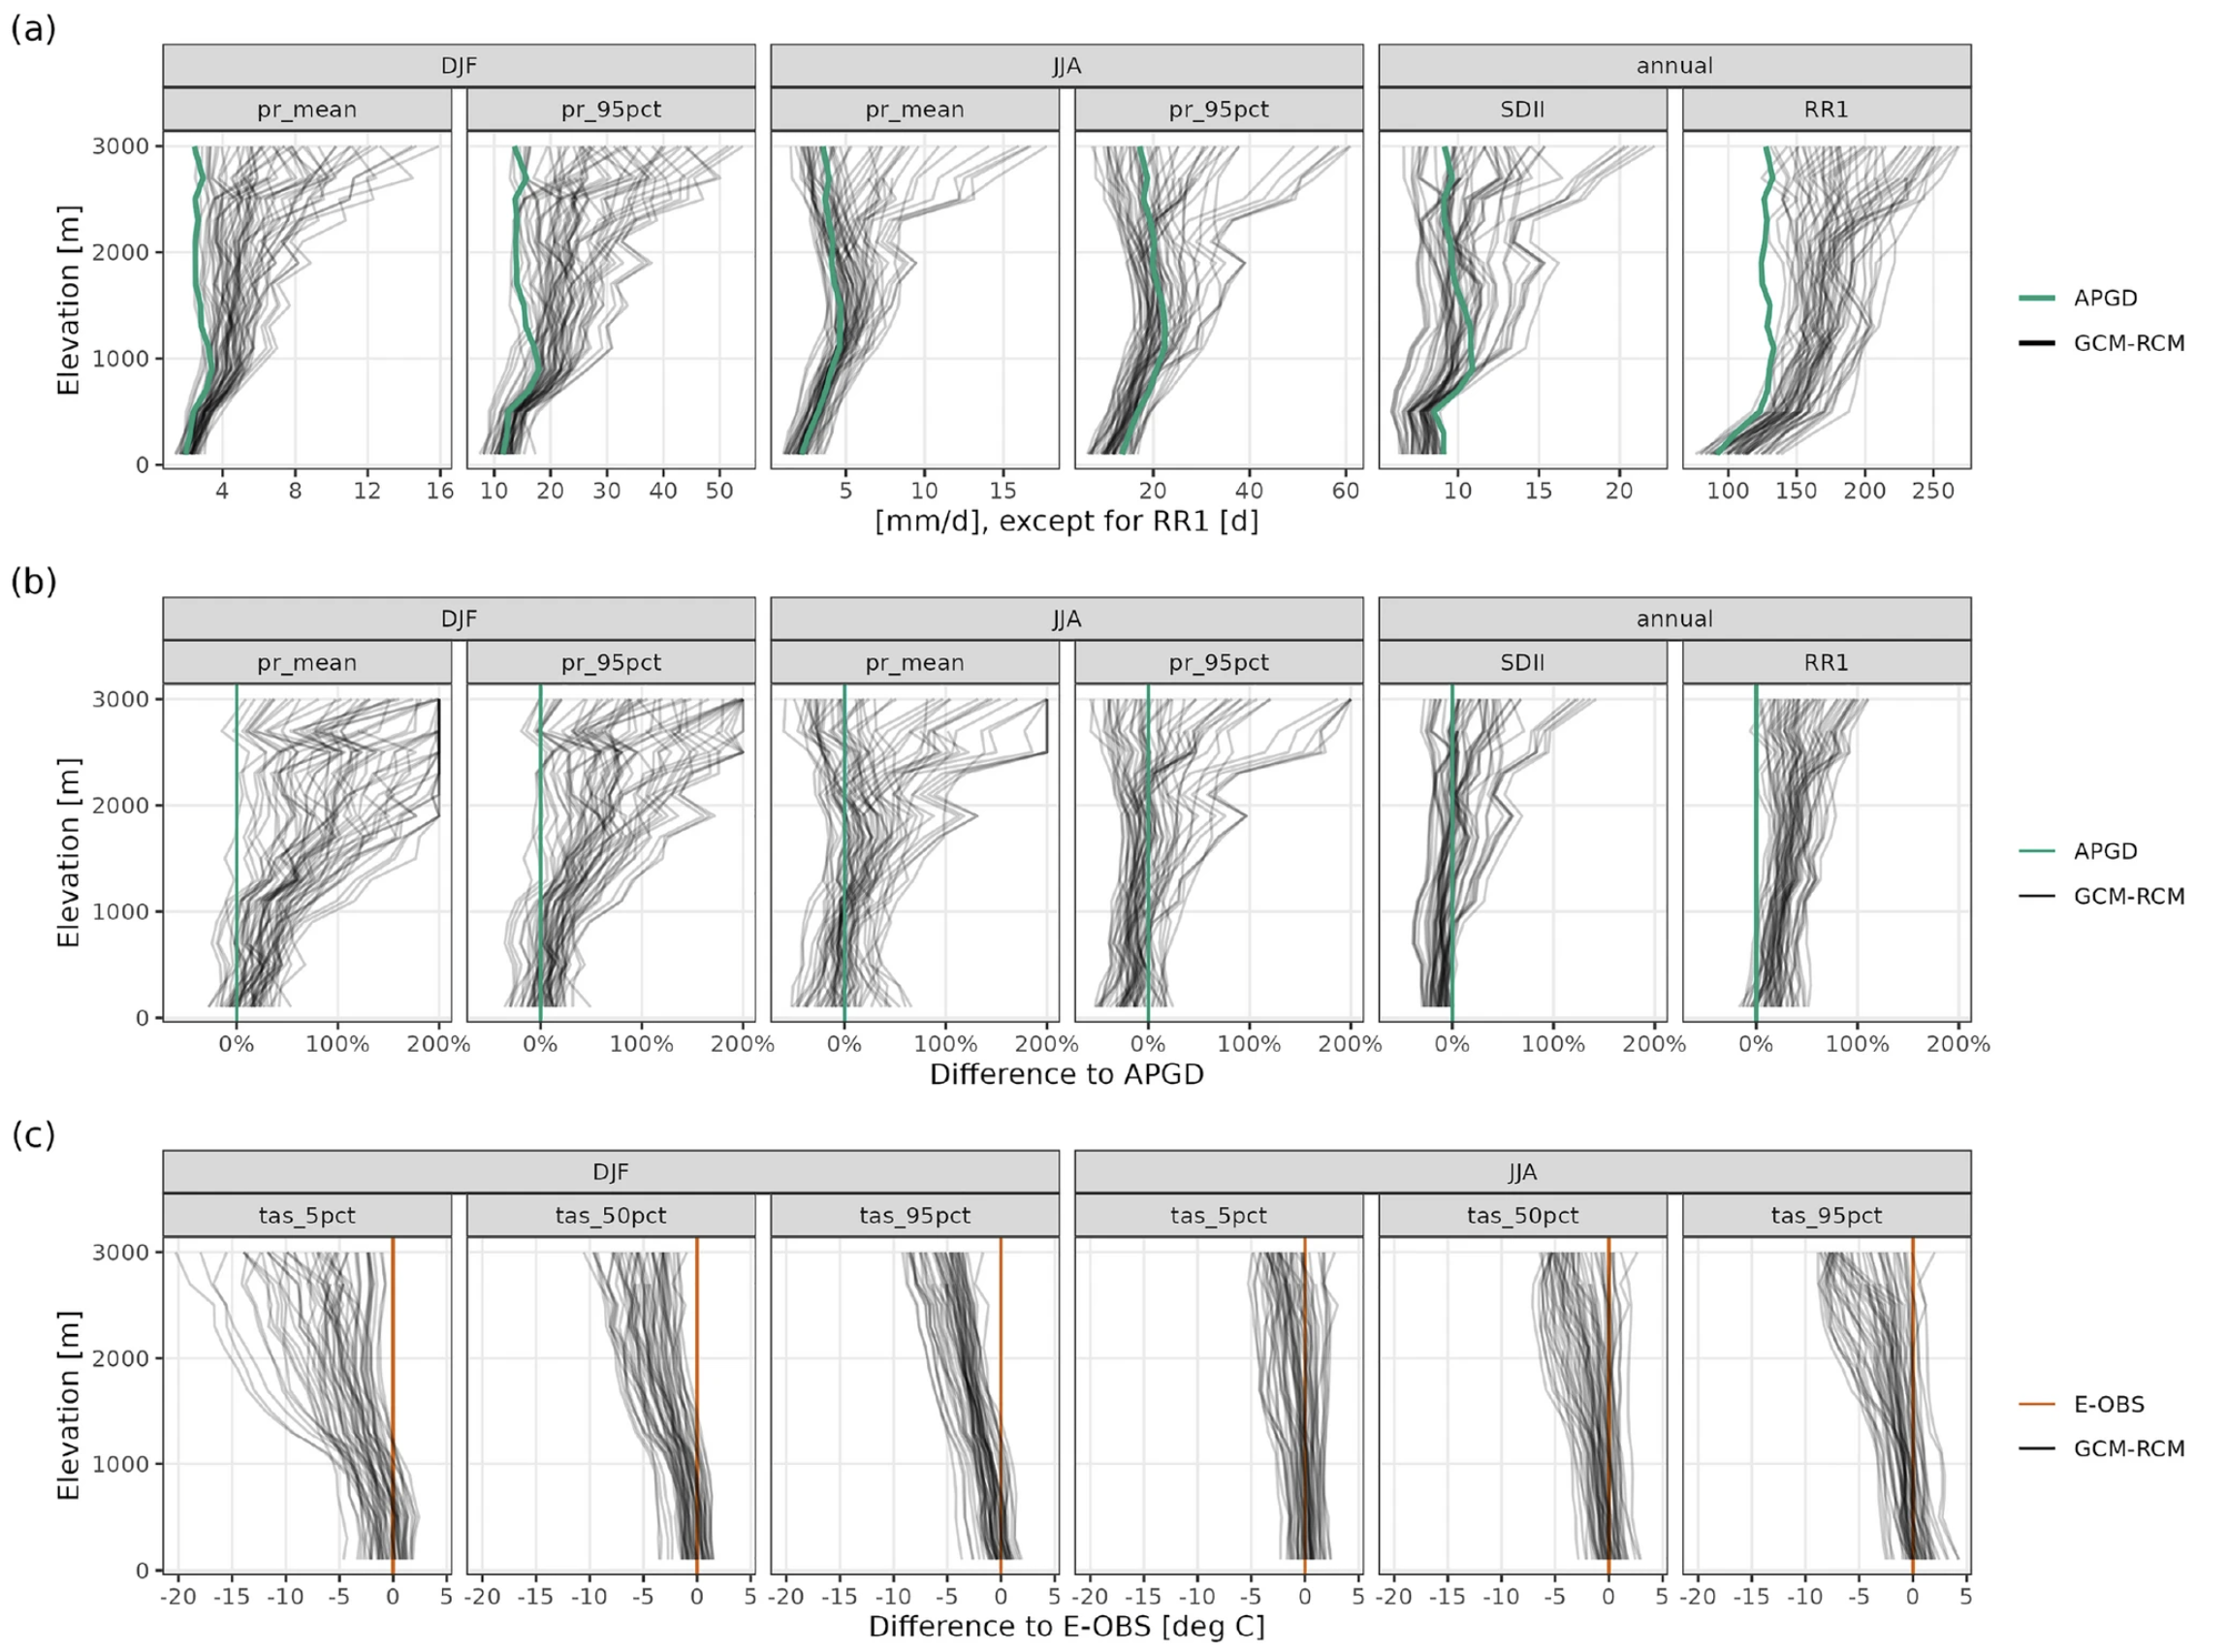 (a)
DJF JJA annual
pr_mean pr_95pct pr_mean pr_95pct SDII RR1
3000
2000
1000
0
Elevation [m]
4 8 12 16 10 20 30 40 50 5 10 15 20 40 60 10 15 20 100 150 200 250
[mm/d], except for RR1 [d]
APGD
GCM-RCM
(b)
DJF JJA annual
pr_mean pr_95pct pr_mean pr_95pct SDII RR1
3000
2000
1000
0
Elevation [m]
0% 100% 200% 0% 100% 200% 0% 100% 200% 0% 100% 200% 0% 100% 200% 0% 100% 200%
Difference to APGD
APGD
GCM-RCM
(c)
DJF JJA
tas_5pct tas_50pct tas_95pct tas_5pct tas_50pct tas_95pct
3000
2000
1000
0
Elevation [m]
-20 -15 -10 -5 0 5 -20 -15 -10 -5 0 5 -20 -15 -10 -5 0 5 -20 -15 -10 -5 0 5 -20 -15 -10 -5 0 5 -20 -15 -10 -5 0 5
Difference to E-OBS [deg C]
E-OBS
GCM-RCM